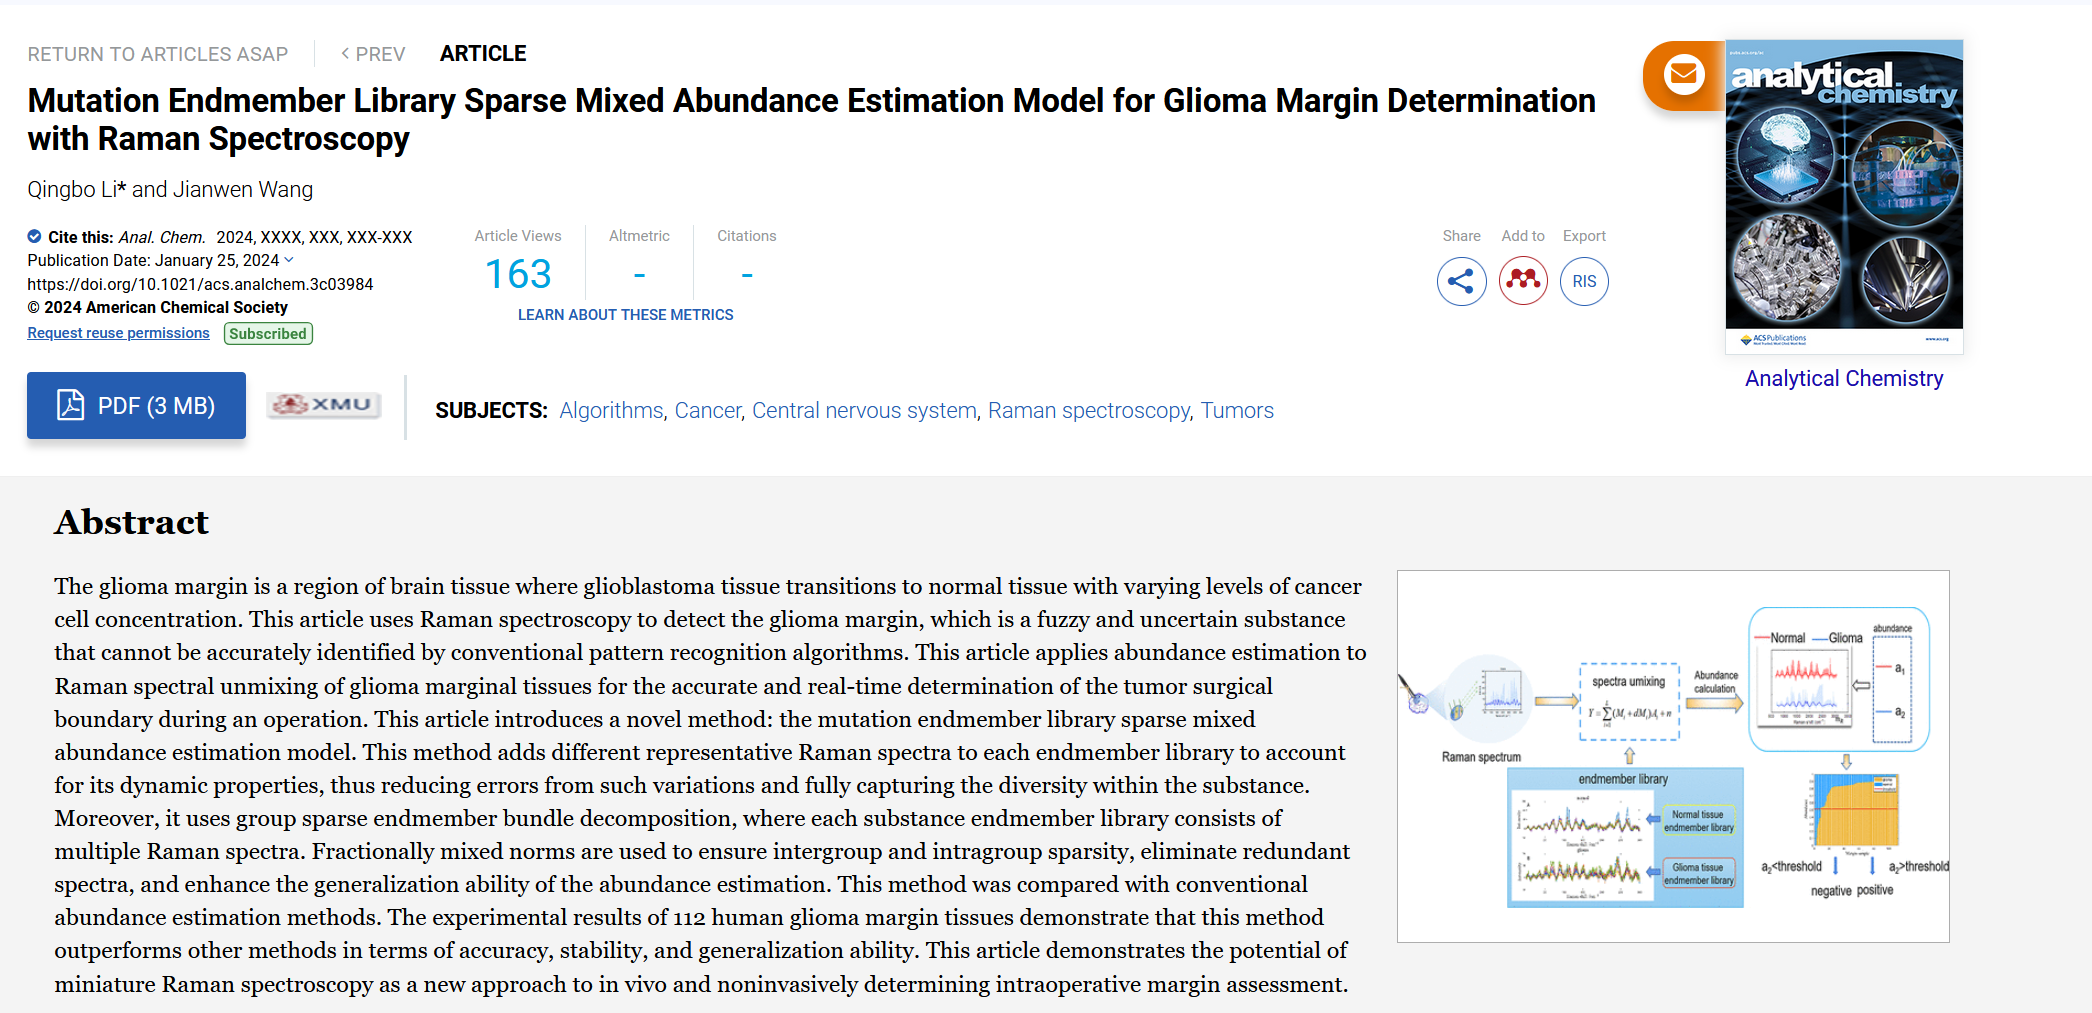 RETURN TO ARTICLES ASAP
< PREV
ARTICLE
Mutation Endmember Library Sparse Mixed Abundance Estimation Model for Glioma Margin Determination
with Raman Spectroscopy
Qingbo Li* and Jianwen Wang
Cite this: Anal. Chem. 2024, XXXX, XXX, XXX-XXX
Publication Date: January 25, 2024
https://doi.org/10.1021/acs.analchem.3c03984
© 2024 American Chemical Society
Request reuse permissions
Subscribed
Article Views
163
Altmetric
-
Citations
-
LEARN ABOUT THESE METRICS
Share
Add to
Export
RIS
analytical
chemistry
ACS Publications
www.acs.org
Analytical Chemistry
PDF (3 MB)
XMU
SUBJECTS: Algorithms, Cancer, Central nervous system, Raman spectroscopy, Tumors
Abstract
The glioma margin is a region of brain tissue where glioblastoma tissue transitions to normal tissue with varying levels of cancer
cell concentration. This article uses Raman spectroscopy to detect the glioma margin, which is a fuzzy and uncertain substance
that cannot be accurately identified by conventional pattern recognition algorithms. This article applies abundance estimation to
Raman spectral unmixing of glioma marginal tissues for the accurate and real-time determination of the tumor surgical
boundary during an operation. This article introduces a novel method: the mutation endmember library sparse mixed
abundance estimation model. This method adds different representative Raman spectra to each endmember library to account
for its dynamic properties, thus reducing errors from such variations and fully capturing the diversity within the substance.
Moreover, it uses group sparse endmember bundle decomposition, where each substance endmember library consists of
multiple Raman spectra. Fractionally mixed norms are used to ensure intergroup and intragroup sparsity, eliminate redundant
spectra, and enhance the generalization ability of the abundance estimation. This method was compared with conventional
abundance estimation methods. The experimental results of 112 human glioma margin tissues demonstrate that this method
outperforms other methods in terms of accuracy, stability, and generalization ability. This article demonstrates the potential of
miniature Raman spectroscopy as a new approach to in vivo and noninvasively determining intraoperative margin assessment.
Raman spectrum
spectra umixing
Abundance
calculation
Normal
Glioma
abundance
a₁
a₂
endmember library
Normal tissue
endmember library
Glioma tissue
endmember library
a₂<threshold
a₂>threshold
negative
positive